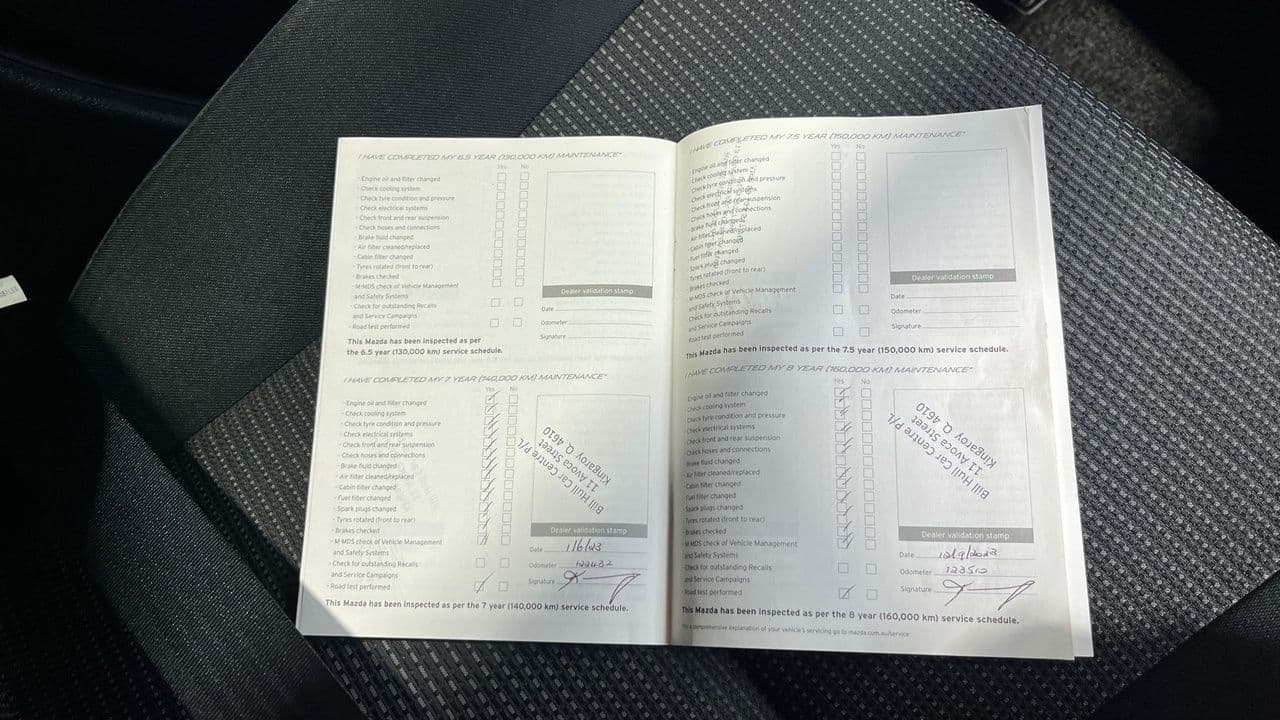 I HAVE COMPLETED MY 6.5 YEAR (130,000 KM) MAINTENANCE*
Yes No
- Engine oil and filter changed
- Check cooling system
- Check tyre condition and pressure
- Check electrical systems
- Check front and rear suspension
- Check hoses and connections
- Brake fluid changed
- Air filter cleaned/replaced
- Cabin filter changed
- Tyres rotated (front to rear)
- Brakes checked
- M-MDS check of Vehicle Management
and Safety Systems
- Check for outstanding Recalls
and Service Campaigns
- Road test performed
Dealer validation stamp
Date
Odometer
Signature
This Mazda has been inspected as per
the 6.5 year (130,000 km) service schedule.
I HAVE COMPLETED MY 7 YEAR (140,000 KM) MAINTENANCE*
Yes No
- Engine oil and filter changed
- Check cooling system
- Check tyre condition and pressure
- Check electrical systems
- Check front and rear suspension
- Check hoses and connections
- Brake fluid changed
- Air filter cleaned/replaced
- Cabin filter changed
- Fuel filter changed
- Spark plugs changed
- Tyres rotated (front to rear)
- Brakes checked
- M-MDS check of Vehicle Management
and Safety Systems
- Check for outstanding Recalls
and Service Campaigns
- Road test performed
Bill Hull Car Centre P/L
11 Avoca Street
Kingaroy Q 4610
Dealer validation stamp
Date 1/6/23
Odometer 122432
Signature
This Mazda has been inspected as per the 7 year (140,000 km) service schedule.
I HAVE COMPLETED MY 7.5 YEAR (150,000 KM) MAINTENANCE*
Yes No
- Engine oil and filter changed
Check cooling system
Check tyre condition and pressure
Check electrical systems
Check front and rear suspension
Check hoses and connections
- Brake fluid changed
- Air filter cleaned/replaced
- Cabin filter changed
- Fuel filter changed
- Spark plugs changed
Tyres rotated (front to rear)
Brakes checked
M-MDS check of Vehicle Management
and Safety Systems
Check for outstanding Recalls
and Service Campaigns
Road test performed
Dealer validation stamp
Date
Odometer
Signature
This Mazda has been inspected as per the 7.5 year (150,000 km) service schedule.
I HAVE COMPLETED MY 8 YEAR (160,000 KM) MAINTENANCE*
Yes No
Engine oil and filter changed
Check cooling system
Check tyre condition and pressure
Check electrical systems
Check front and rear suspension
Check hoses and connections
Brake fluid changed
Air filter cleaned/replaced
Cabin filter changed
Fuel filter changed
Spark plugs changed
Tyres rotated (front to rear)
- Brakes checked
- M-MDS check of Vehicle Management
and Safety Systems
- Check for outstanding Recalls
and Service Campaigns
Road test performed
Bill Hull Car Centre P/L
11 Avoca Street
Kingaroy Q 4610
Dealer validation stamp
Date 12/9/2023
Odometer 123510
Signature
This Mazda has been inspected as per the 8 year (160,000 km) service schedule.
a comprehensive explanation of your vehicle's servicing go to mazda.com.au/service